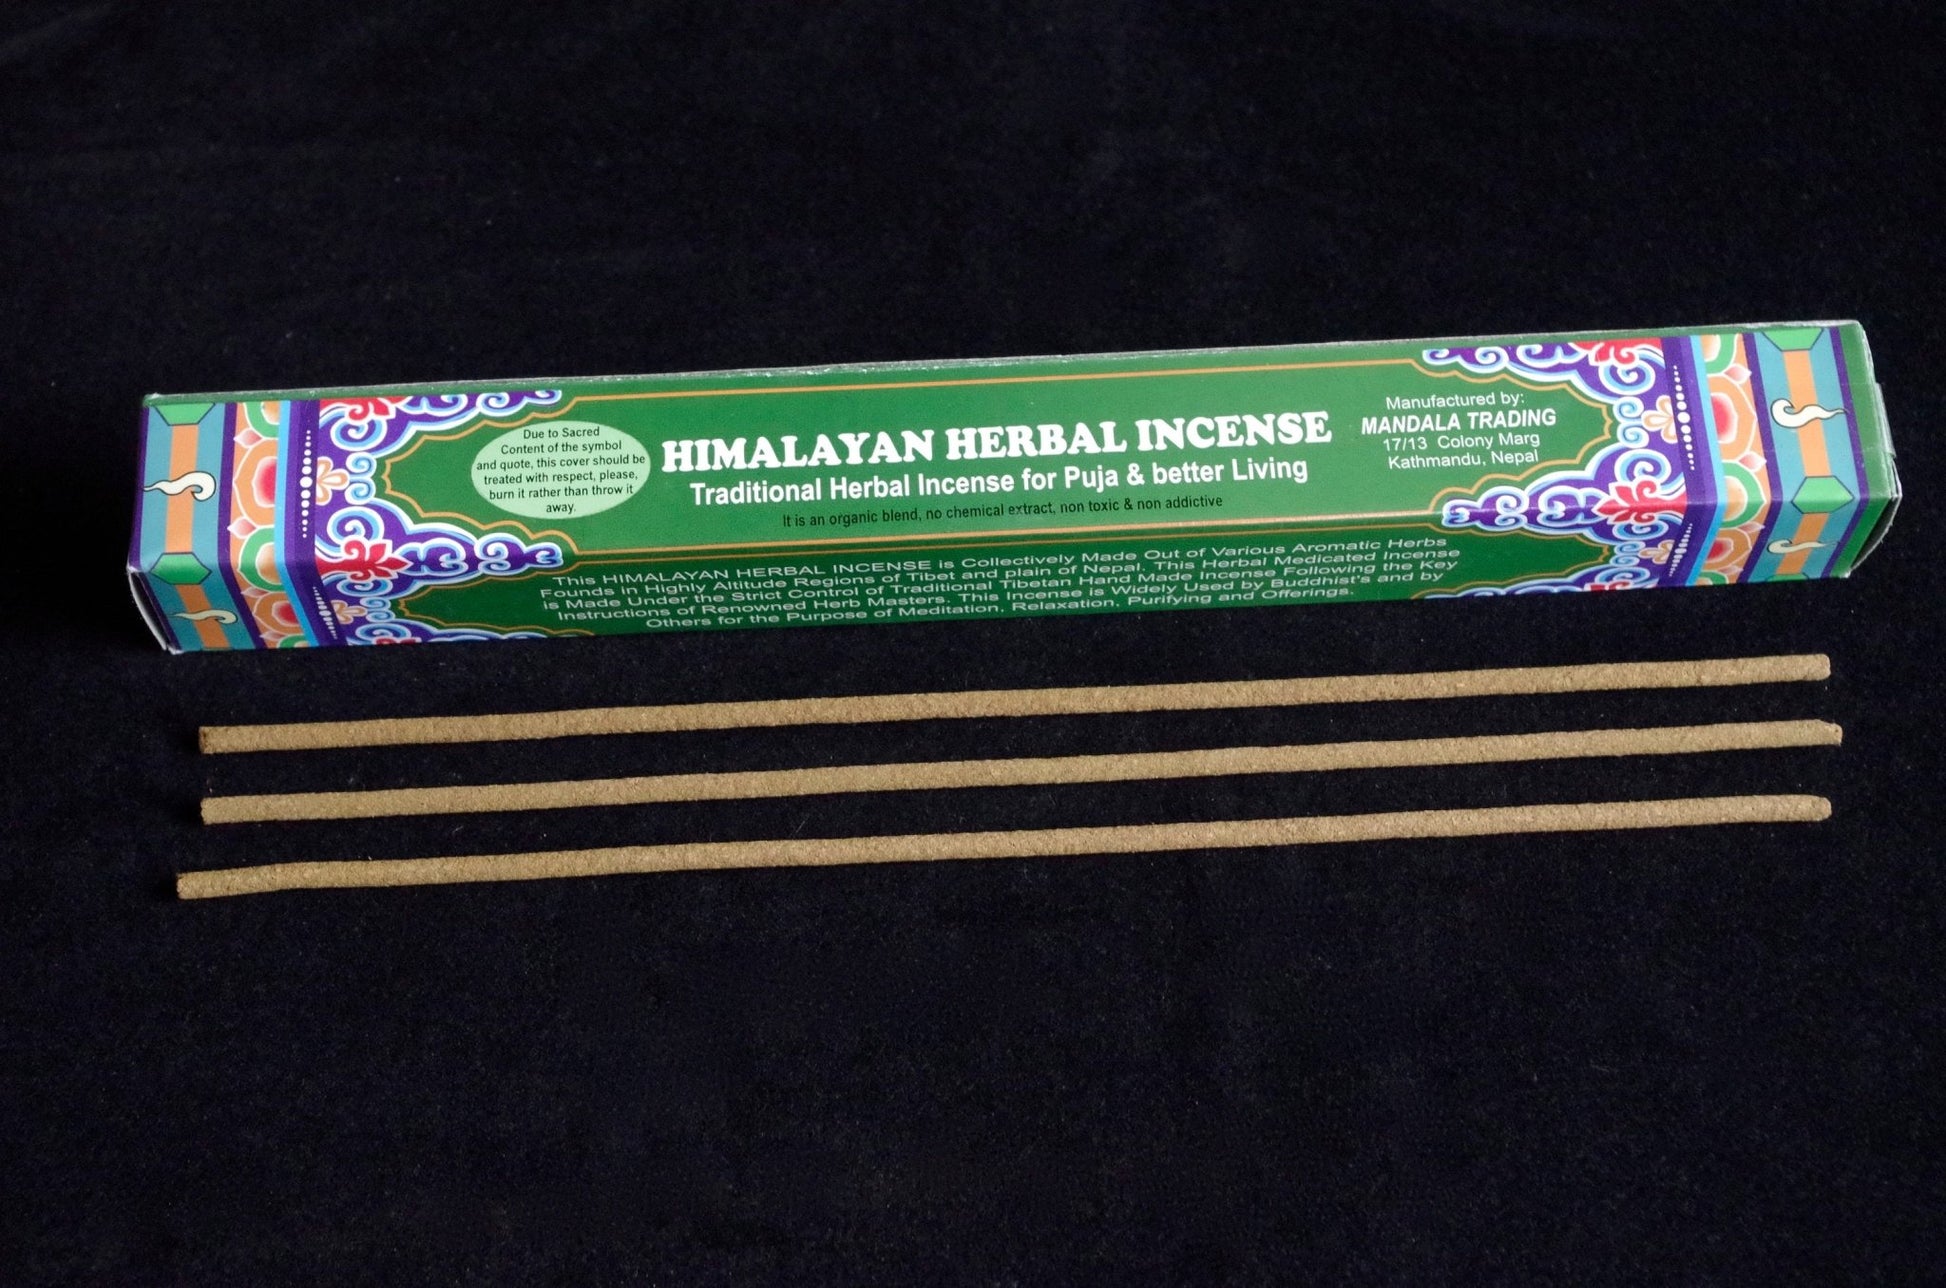 Due to Sacred
Content of the symbol
and quote, this cover should be
treated with respect, please,
burn it rather than throw it
away.
HIMALAYAN HERBAL INCENSE
Traditional Herbal Incense for Puja & better Living
It is an organic blend, no chemical extract, non toxic & non addictive
Manufactured by:
MANDALA TRADING
17/13 Colony Marg
Kathmandu, Nepal
This HIMALAYAN HERBAL INCENSE is Collectively Made Out of Various Aromatic Herbs
Founds in Highly Altitude Regions of Tibet and plain of Nepal. This Herbal Medicated Incense
is Made Under the Strict Control of Traditional Tibetan Hand Made Incense Following the Key
Instructions of Renowned Herb Masters. This Incense is Widely Used by Buddhist's and by
Others for the Purpose of Meditation, Relaxation, Purifying and Offerings.